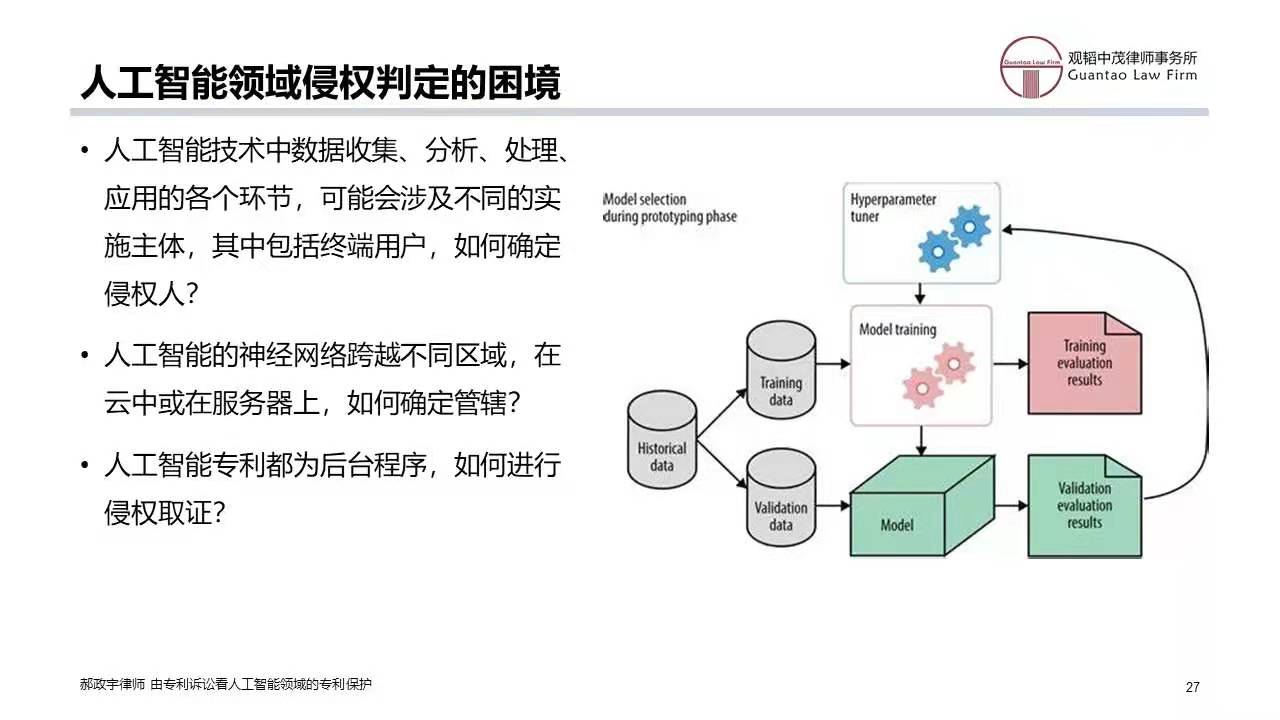 人工智能领域侵权判定的困境
Guantao Law Firm
观韬中茂律师事务所
Guantao Law Firm
• 人工智能技术中数据收集、分析、处理、
应用的各个环节，可能会涉及不同的实
施主体，其中包括终端用户，如何确定
侵权人？
• 人工智能的神经网络跨越不同区域，在
云中或在服务器上，如何确定管辖？
• 人工智能专利都为后台程序，如何进行
侵权取证？
Model selection
during prototyping phase
Hyperparameter
tuner
Model training
Training
evaluation
results
Training
data
Historical
data
Validation
data
Model
Validation
evaluation
results
郝政宇律师 由专利诉讼看人工智能领域的专利保护
27